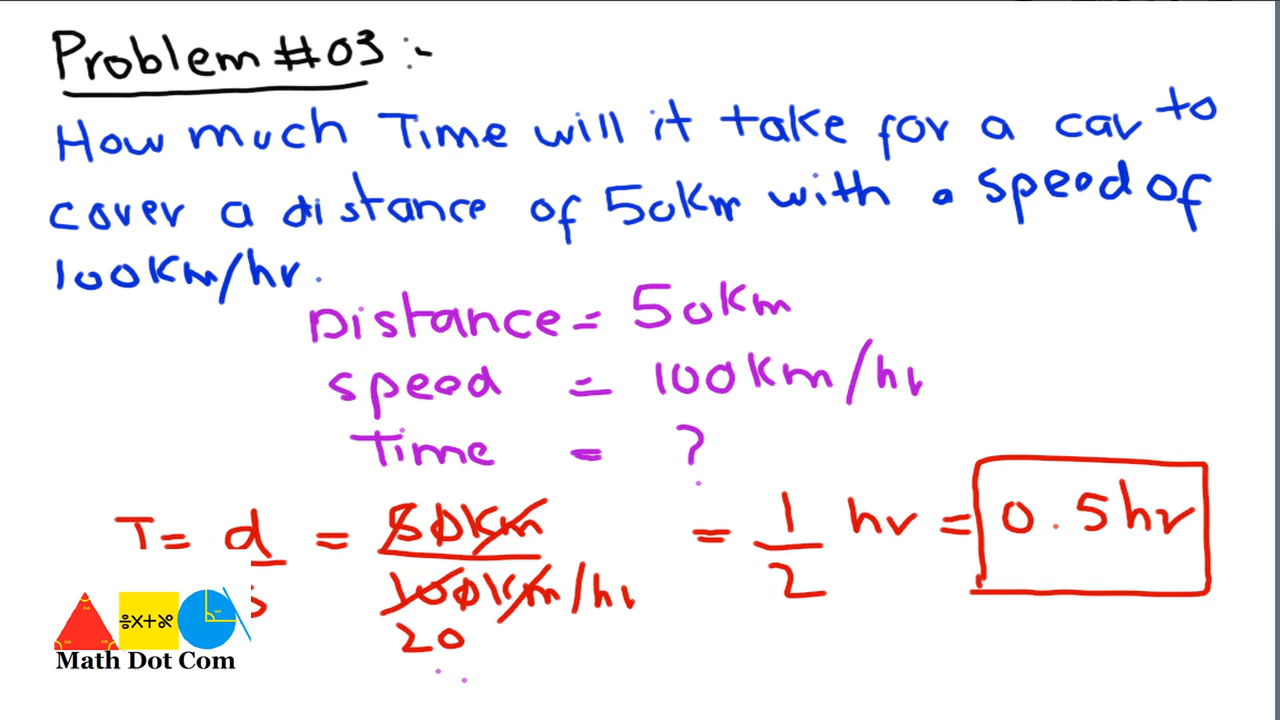 Problem #03:-
How much Time will it take for a car to
cover a distance of 50km with a speed of
100km/hr.
Distance = 50km
speed = 100km/hr
Time = ?
T = d = 50km = 1 hr = 0.5hr
100km/hr 2
20
÷×+%
Math Dot Com